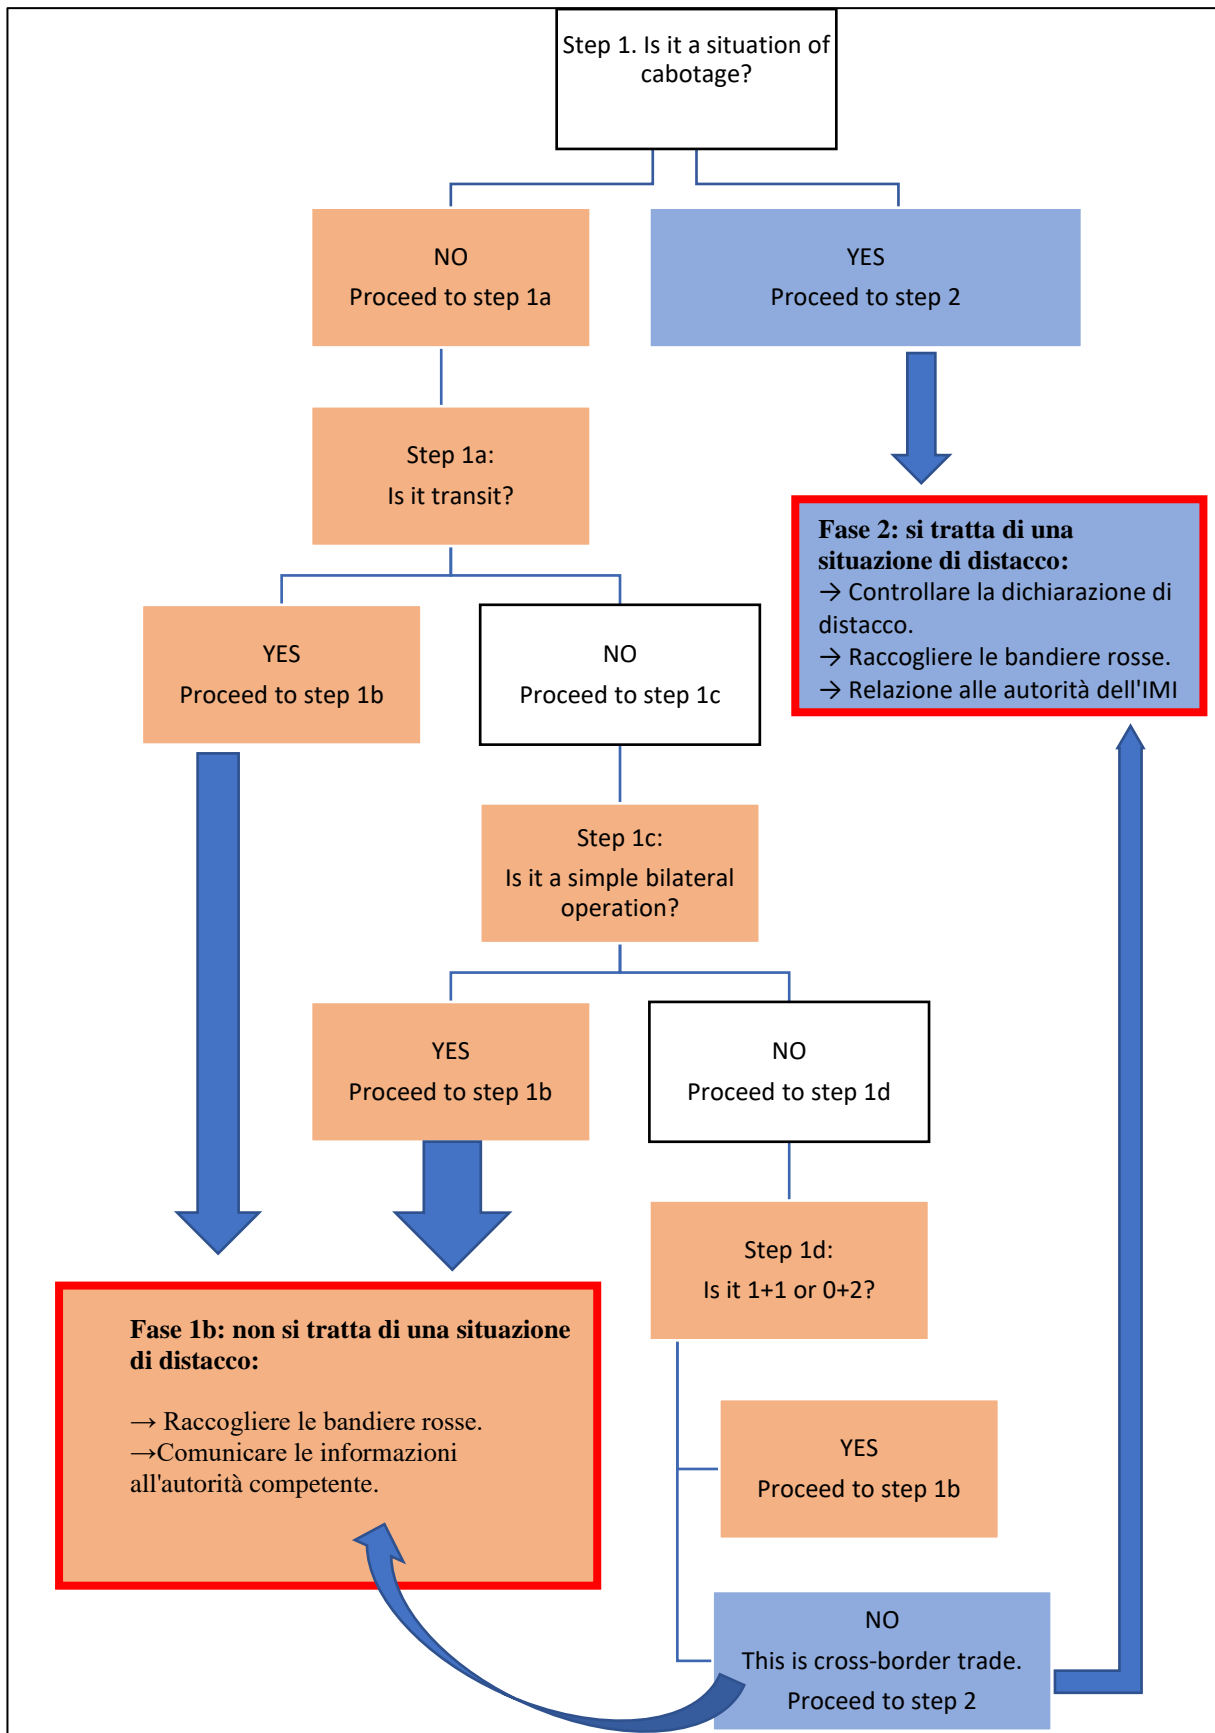 Step 1. Is it a situation of
cabotage?
NO
Proceed to step 1a
YES
Proceed to step 2
Step 1a:
Is it transit?
Fase 2: si tratta di una
situazione di distacco:
→ Controllare la dichiarazione di
distacco.
→ Raccogliere le bandiere rosse.
→ Relazione alle autorità dell'IMI
YES
Proceed to step 1b
NO
Proceed to step 1c
Step 1c:
Is it a simple bilateral
operation?
YES
Proceed to step 1b
NO
Proceed to step 1d
Step 1d:
Is it 1+1 or 0+2?
Fase 1b: non si tratta di una situazione
di distacco:
→ Raccogliere le bandiere rosse.
→Comunicare le informazioni
all'autorità competente.
YES
Proceed to step 1b
NO
This is cross-border trade.
Proceed to step 2